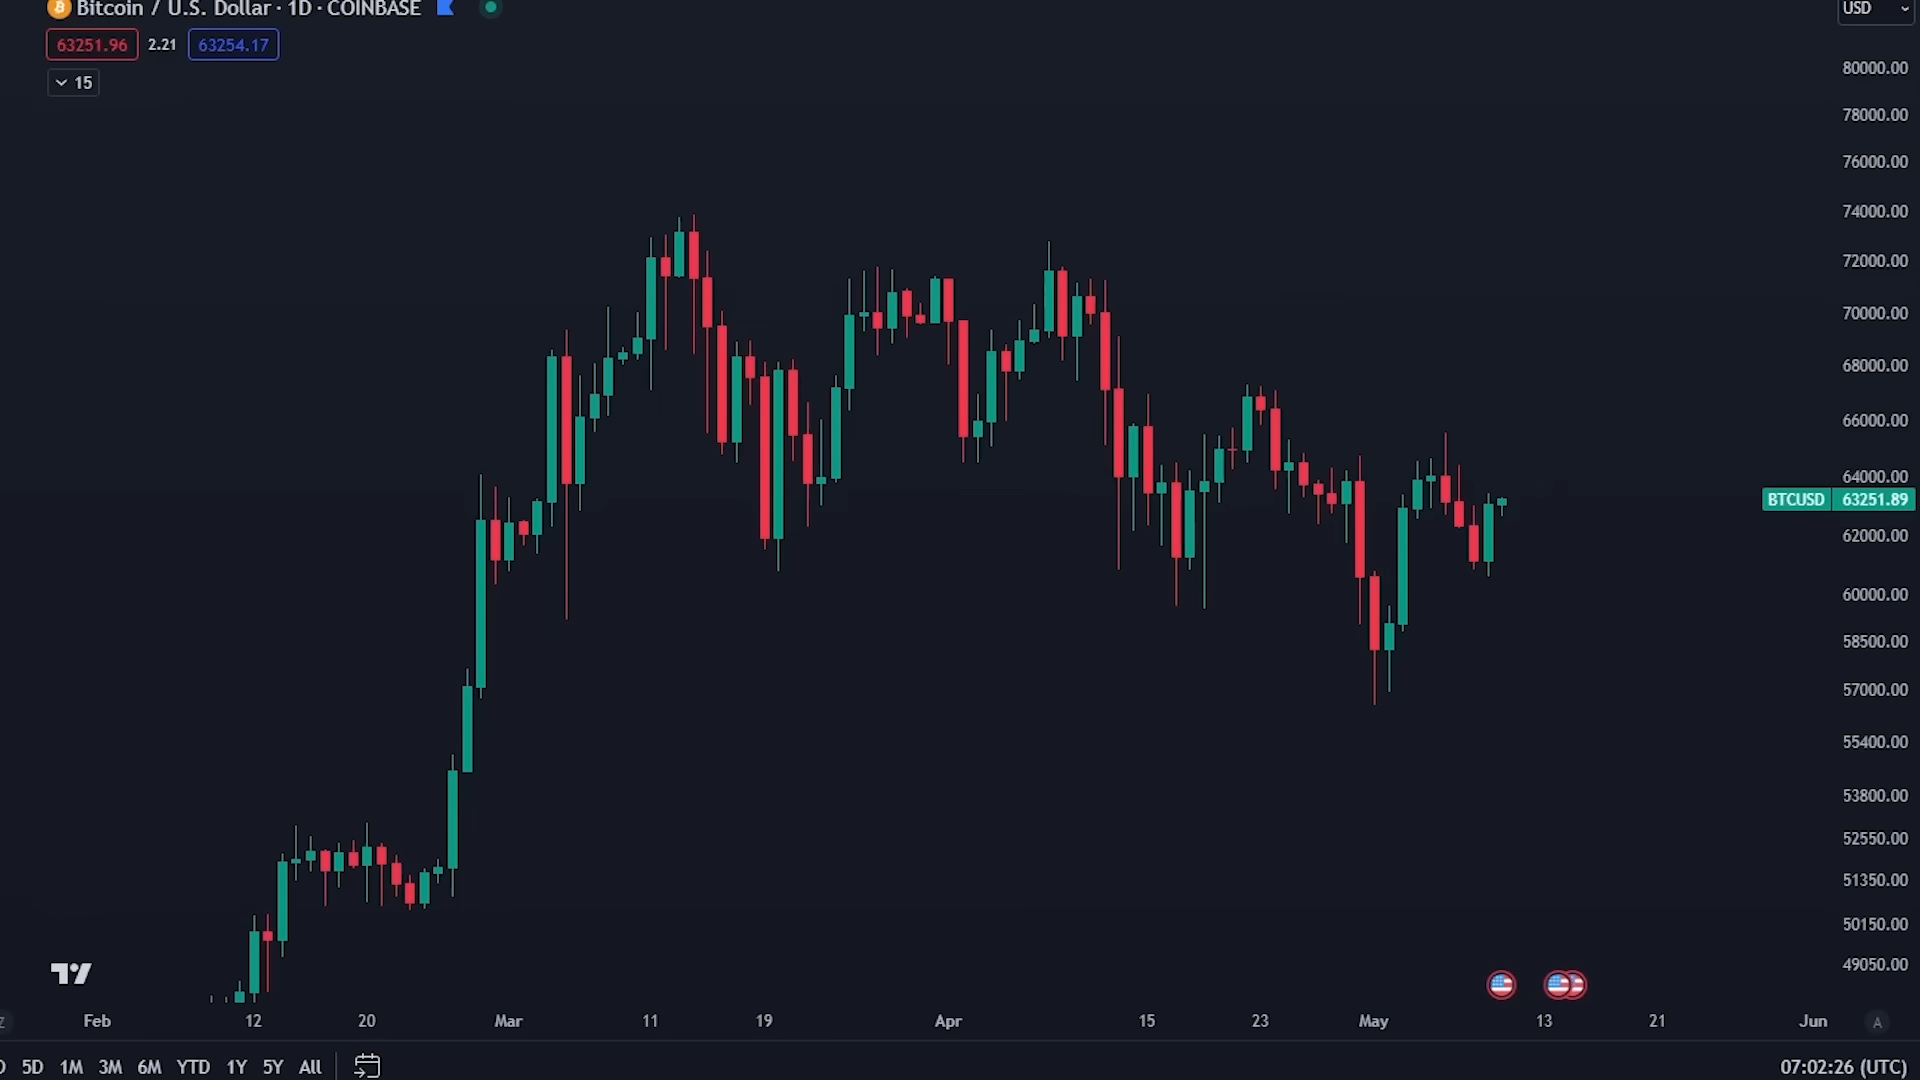 Bitcoin / U.S. Dollar · 1D · COINBASE
USD
63251.96 2.21 63254.17
15
80000.00
78000.00
76000.00
74000.00
72000.00
70000.00
68000.00
66000.00
64000.00
BTCUSD 63251.89
62000.00
60000.00
58500.00
57000.00
55400.00
53800.00
52550.00
51350.00
50150.00
49050.00
Feb 12 20 Mar 11 19 Apr 15 23 May 13 21 Jun A
5D 1M 3M 6M YTD 1Y 5Y All
07:02:26 (UTC)